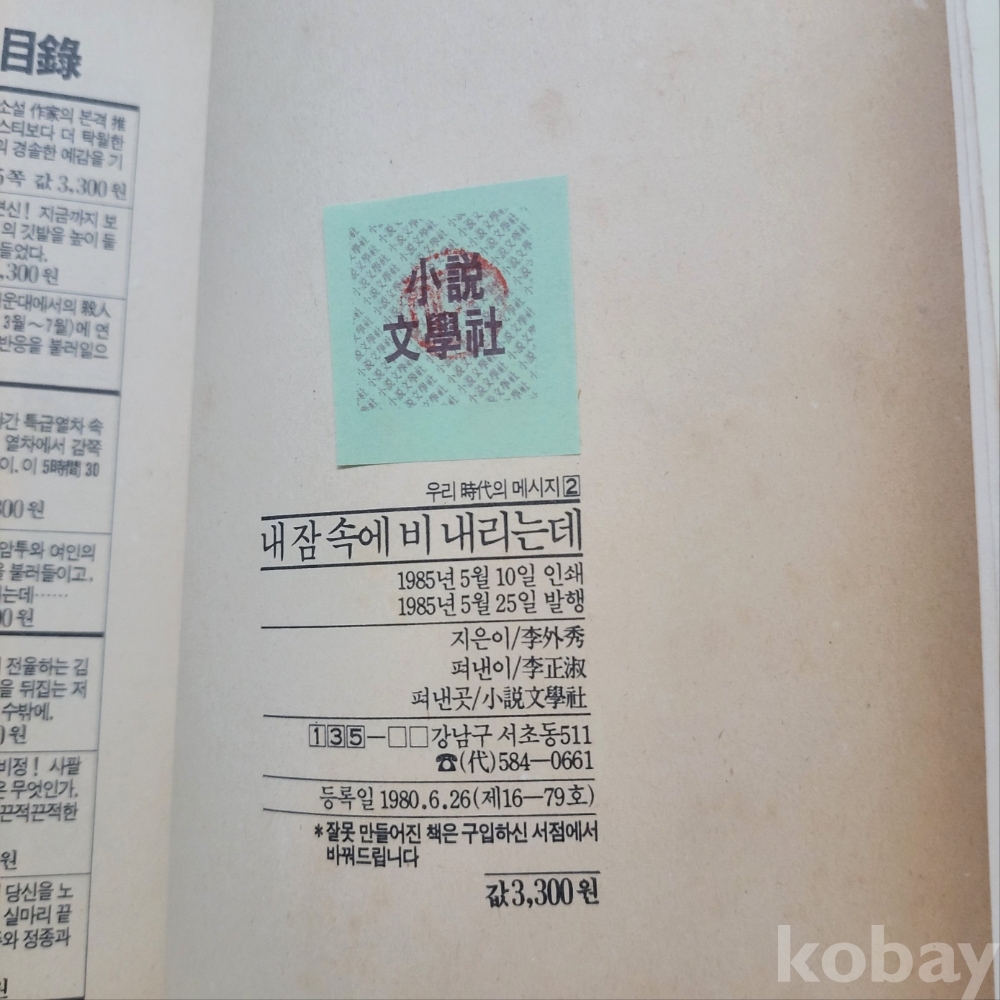 目錄
소설 作家의 본격 推
스티보다 더 탁월한
의 경솔한 예감을 기
5쪽 값 3,300원
변신! 지금까지 보
의 깃발을 높이 들
들었다.
,300원
해운대에서의 殺人
3월～7월)에 연
반응을 불러일으
시간 특급열차 속
열차에서 감쪽
이. 이 5時間 30
300원
암투와 여인의
을 불러들이고,
는데……
00원
전율하는 김
을 뒤집는 저
수밖에.
0원
비정! 사팔
은 무엇인가.
끈적끈적한
원
당신을 노
실마리 끝
와 정종과
원
小說
文學社
우리 時代의 메시지 2
내 잠 속에 비 내리는데
1985년 5월 10일 인쇄
1985년 5월 25일 발행
지은이/李外秀
펴낸이/李正淑
펴낸곳/小説文學社
135-□□강남구 서초동511
☎(代)584-0661
등록일 1980.6.26(제16-79호)
*잘못 만들어진 책은 구입하신 서점에서
바꿔드립니다
값3,300원
kobay